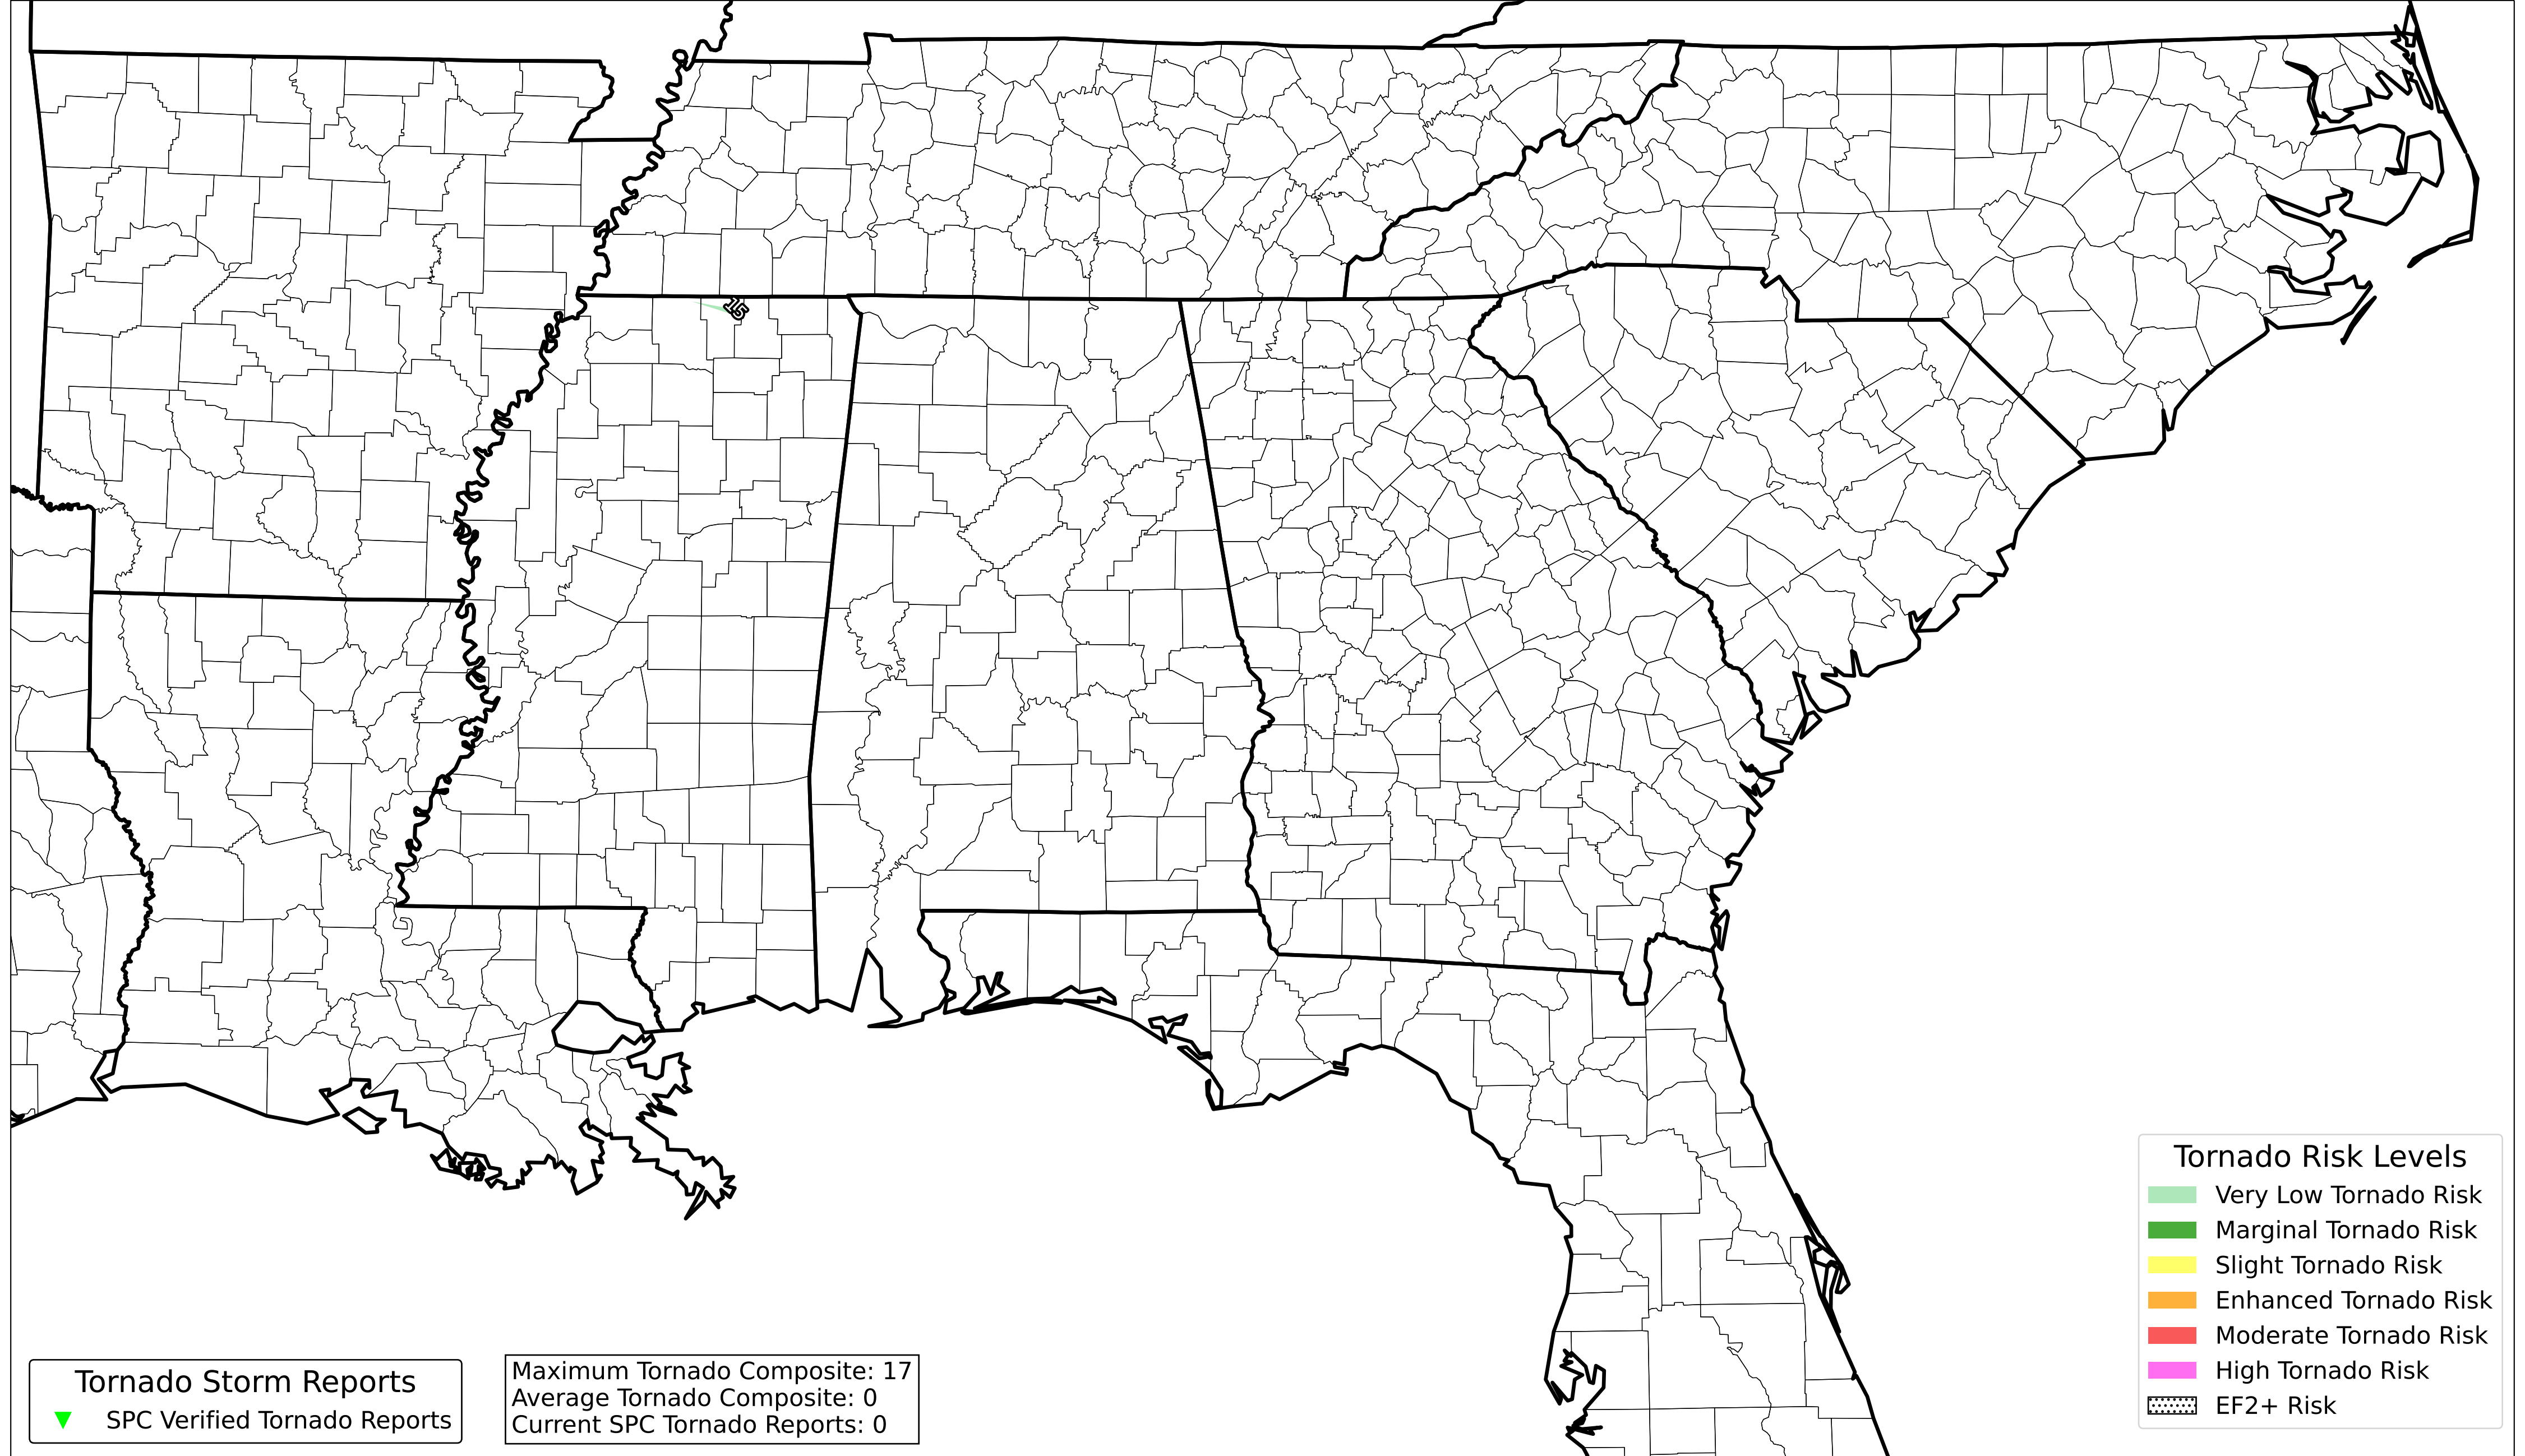 15
Tornado Risk Levels
Very Low Tornado Risk
Marginal Tornado Risk
Slight Tornado Risk
Enhanced Tornado Risk
Moderate Tornado Risk
High Tornado Risk
EF2+ Risk
Tornado Storm Reports
SPC Verified Tornado Reports
Maximum Tornado Composite: 17
Average Tornado Composite: 0
Current SPC Tornado Reports: 0